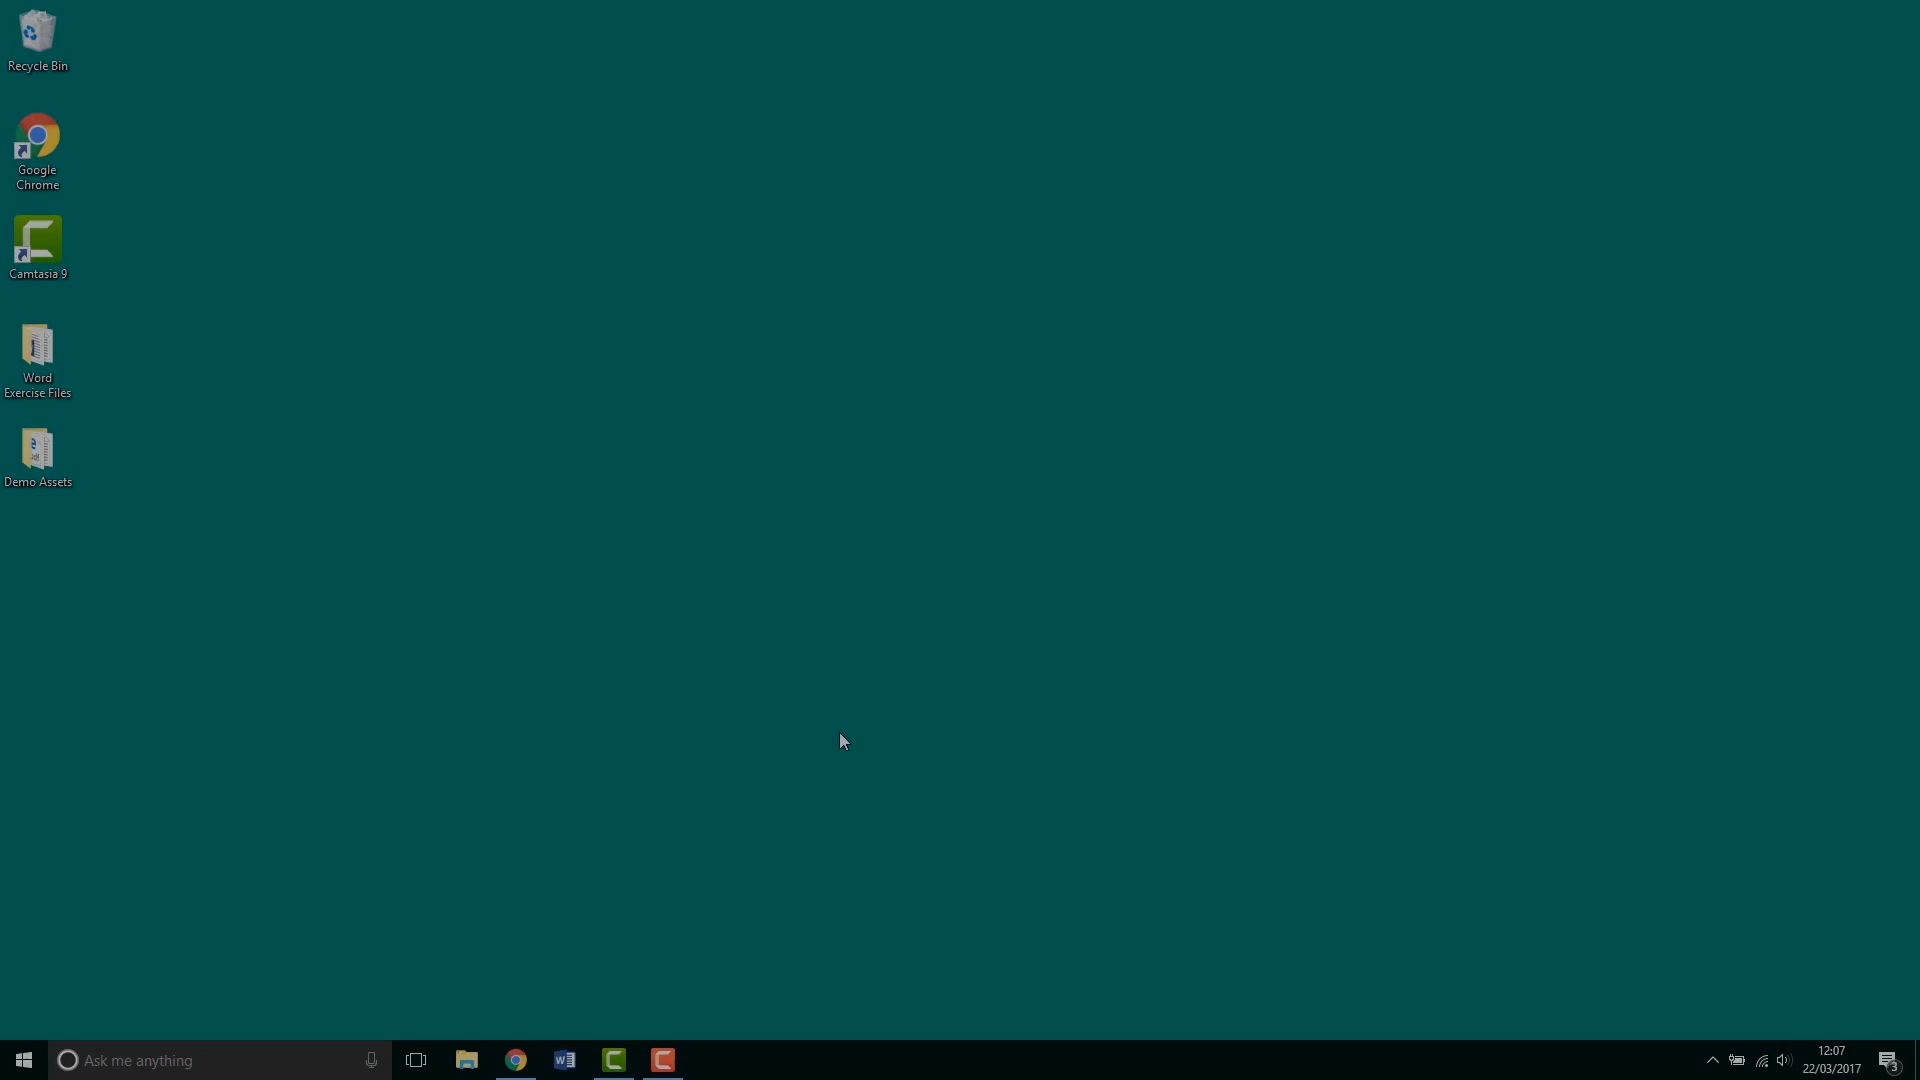 Recycle Bin
Google
Chrome
Camtasia 9
Word
Exercise Files
Demo Assets
Ask me anything
12:07
22/03/2017
3